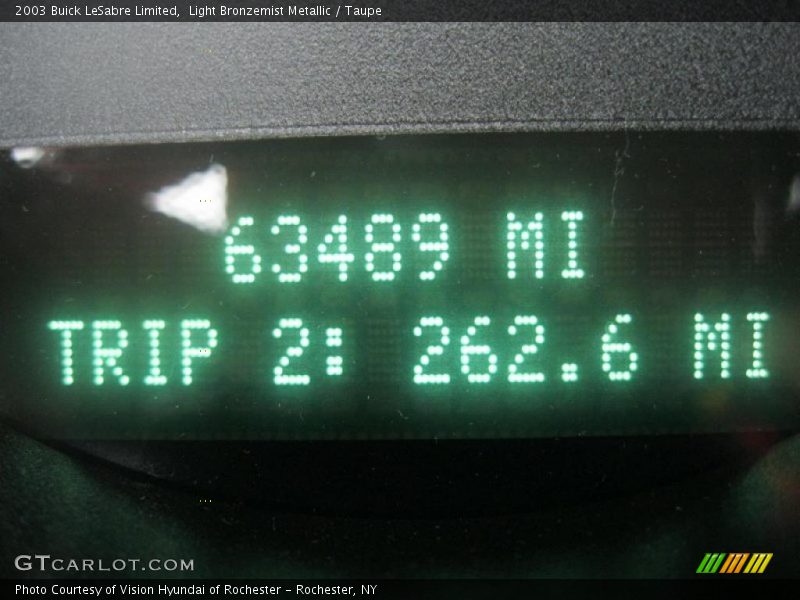 2003 Buick LeSabre Limited,  Light Bronzemist Metallic / Taupe
63489 MI
TRIP 2: 262.6 MI
GTCARLOT.COM
Photo Courtesy of Vision Hyundai of Rochester - Rochester, NY